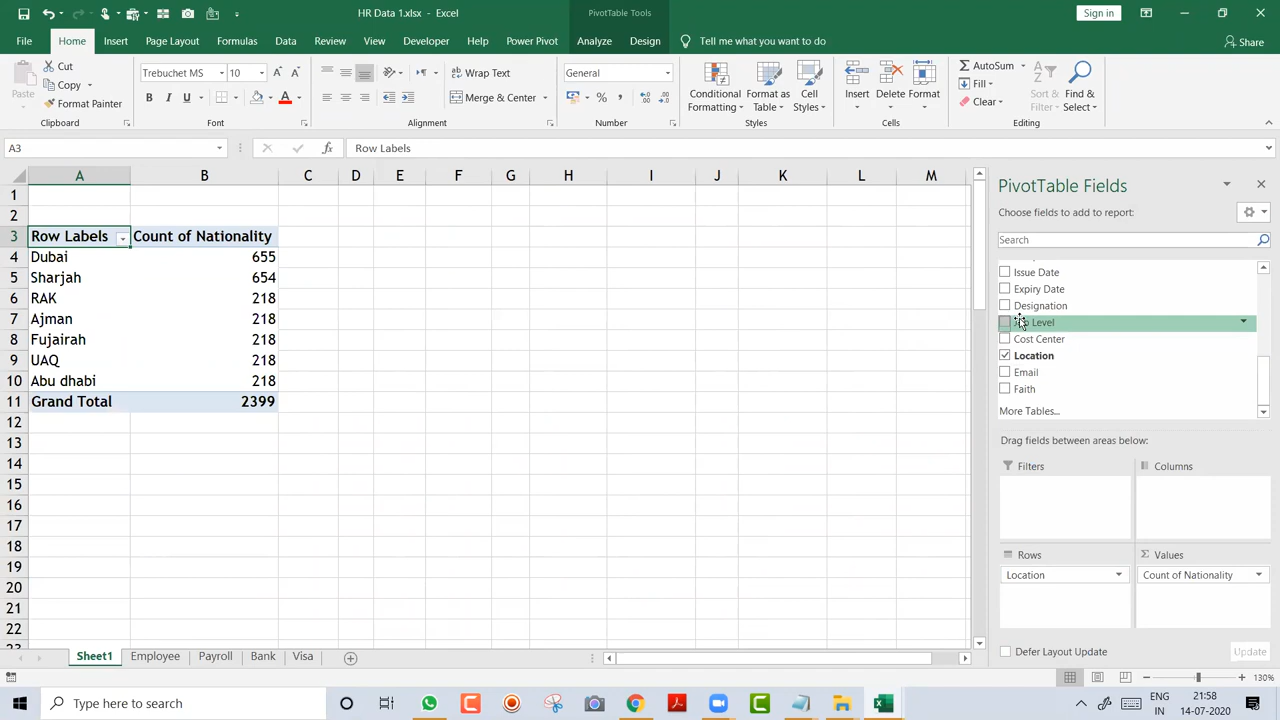 HR Data 1.xlsx - Excel
PivotTable Tools
Sign in
File Home Insert Page Layout Formulas Data Review View Developer Help Power Pivot Analyze Design Tell me what you want to do Share
Paste
Cut
Copy
Format Painter
Clipboard
Trebuchet MS 10
B I U A
Font
Wrap Text
Merge & Center
Alignment
General
Number
Conditional Formatting
Format as Table
Cell Styles
Styles
Insert
Delete
Format
Cells
AutoSum
Fill
Clear
Sort & Filter
Find & Select
Editing
A3 fx Row Labels
A B C D E F G H I J K L M
1
2
3 Row Labels Count of Nationality
4 Dubai 655
5 Sharjah 654
6 RAK 218
7 Ajman 218
8 Fujairah 218
9 UAQ 218
10 Abu dhabi 218
11 Grand Total 2399
12
13
14
15
16
17
18
19
20
21
22
PivotTable Fields
Choose fields to add to report:
Search
Issue Date
Expiry Date
Designation
Level
Cost Center
Location
Email
Faith
More Tables...
Drag fields between areas below:
Filters
Columns
Rows
Values
Location
Count of Nationality
Defer Layout Update
Update
Sheet1 Employee Payroll Bank Visa
130%
Type here to search
ENG
IN
21:58
14-07-2020